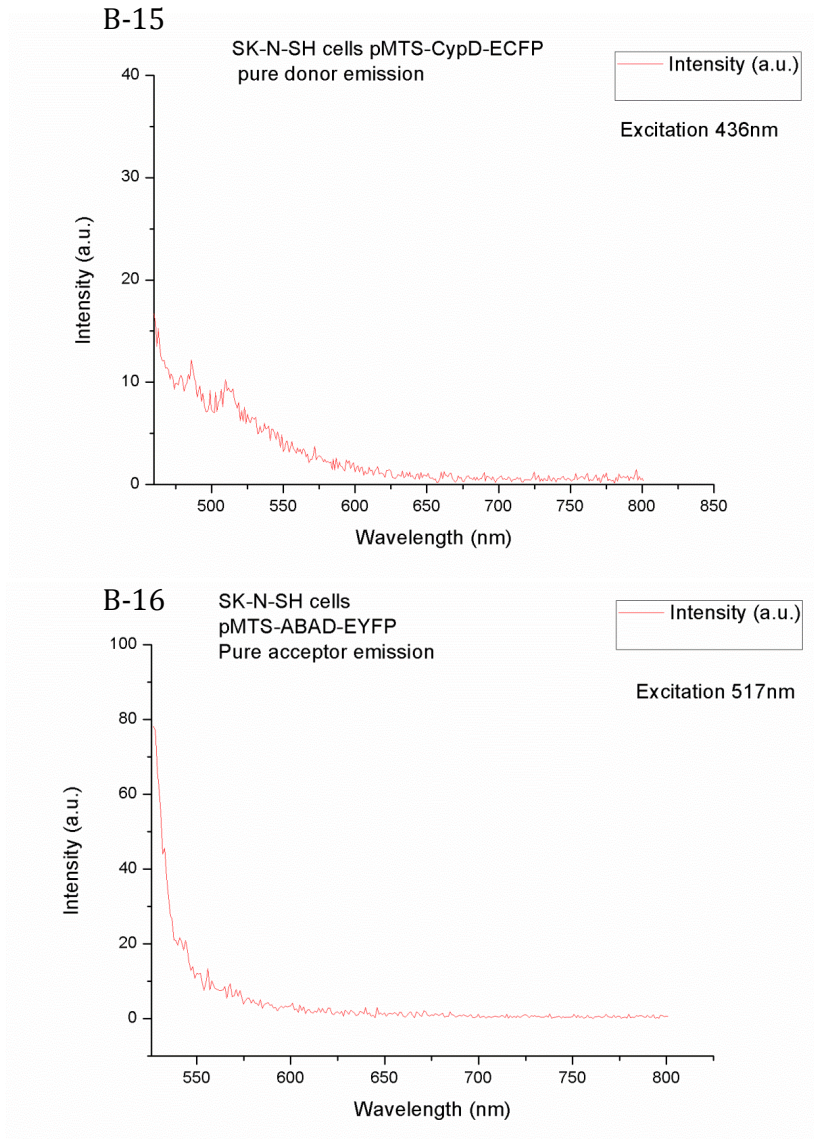 B-15
SK-N-SH cells pMTS-CypD-ECFP
pure donor emission
Intensity (a.u.)
Excitation 436nm
40
30
20
10
0
Intensity (a.u.)
500 550 600 650 700 750 800 850
Wavelength (nm)
B-16
SK-N-SH cells
pMTS-ABAD-EYFP
Pure acceptor emission
Intensity (a.u.)
Excitation 517nm
100
80
60
40
20
0
Intensity (a.u.)
550 600 650 700 750 800
Wavelength (nm)